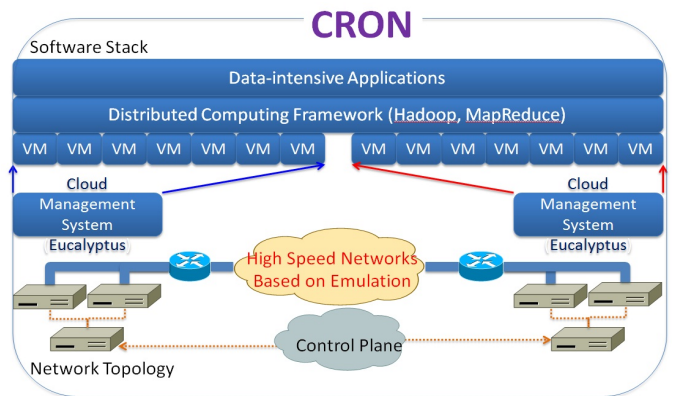 CRON
Software Stack
Data-intensive Applications
Distributed Computing Framework (Hadoop, MapReduce)
VM VM VM VM VM VM VM VM VM VM VM VM VM VM
Cloud
Management
System
(Eucalyptus)
Cloud
Management
System
(Eucalyptus)
High Speed Networks
Based on Emulation
Control Plane
Network Topology